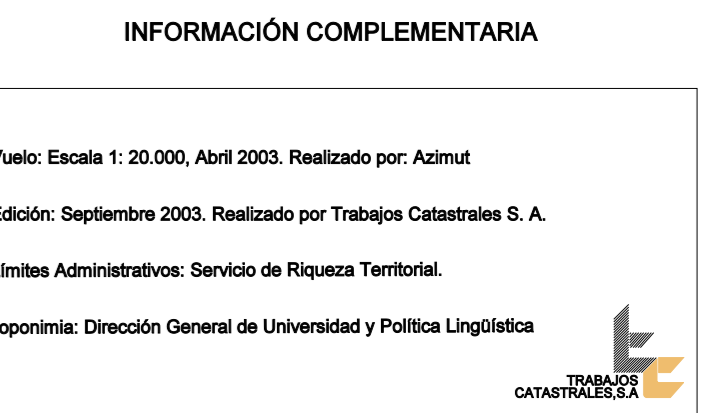 INFORMACIÓN COMPLEMENTARIA
Vuelo: Escala 1: 20.000, Abril 2003. Realizado por: Azimut
Edición: Septiembre 2003. Realizado por Trabajos Catastrales S. A.
Límites Administrativos: Servicio de Riqueza Territorial.
oponimia: Dirección General de Universidad y Política Lingüística
TRABAJOS
CATASTRALES,S.A